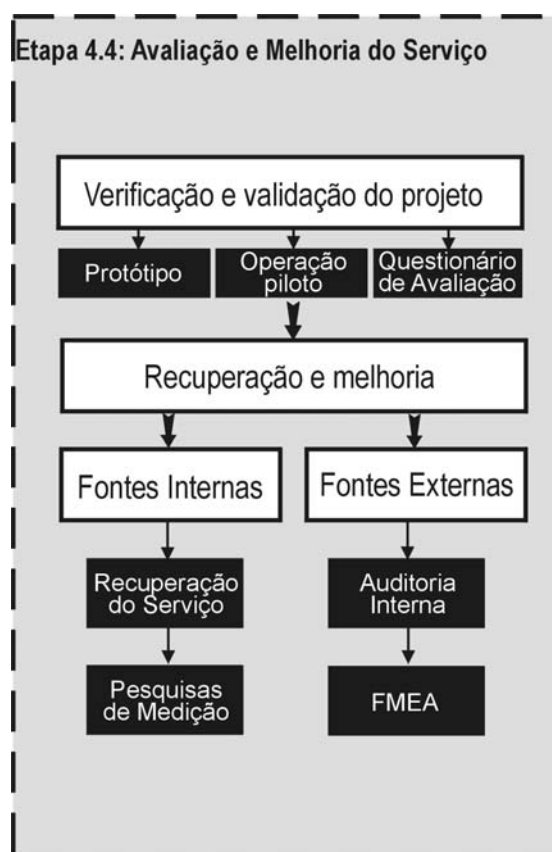 Etapa 4.4: Avaliação e Melhoria do Serviço
Verificação e validação do projeto
Protótipo
Operação
piloto
Questionário
de Avaliação
Recuperação e melhoria
Fontes Internas
Fontes Externas
Recuperação
do Serviço
Auditoria
Interna
Pesquisas
de Medição
FMEA